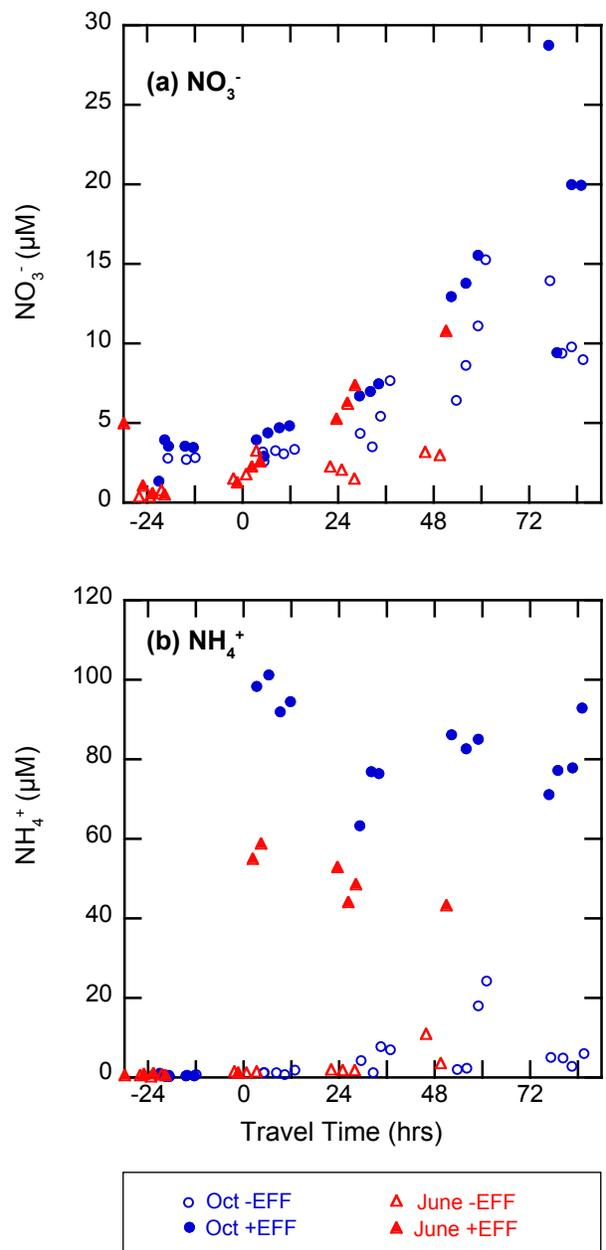 30
(a) NO₃⁻
25
20
NO₃⁻ (µM)
15
10
5
0
-24 0 24 48 72
120
(b) NH₄⁺
100
80
NH₄⁺ (µM)
60
40
20
0
-24 0 24 48 72
Travel Time (hrs)
Oct -EFF June -EFF
Oct +EFF June +EFF